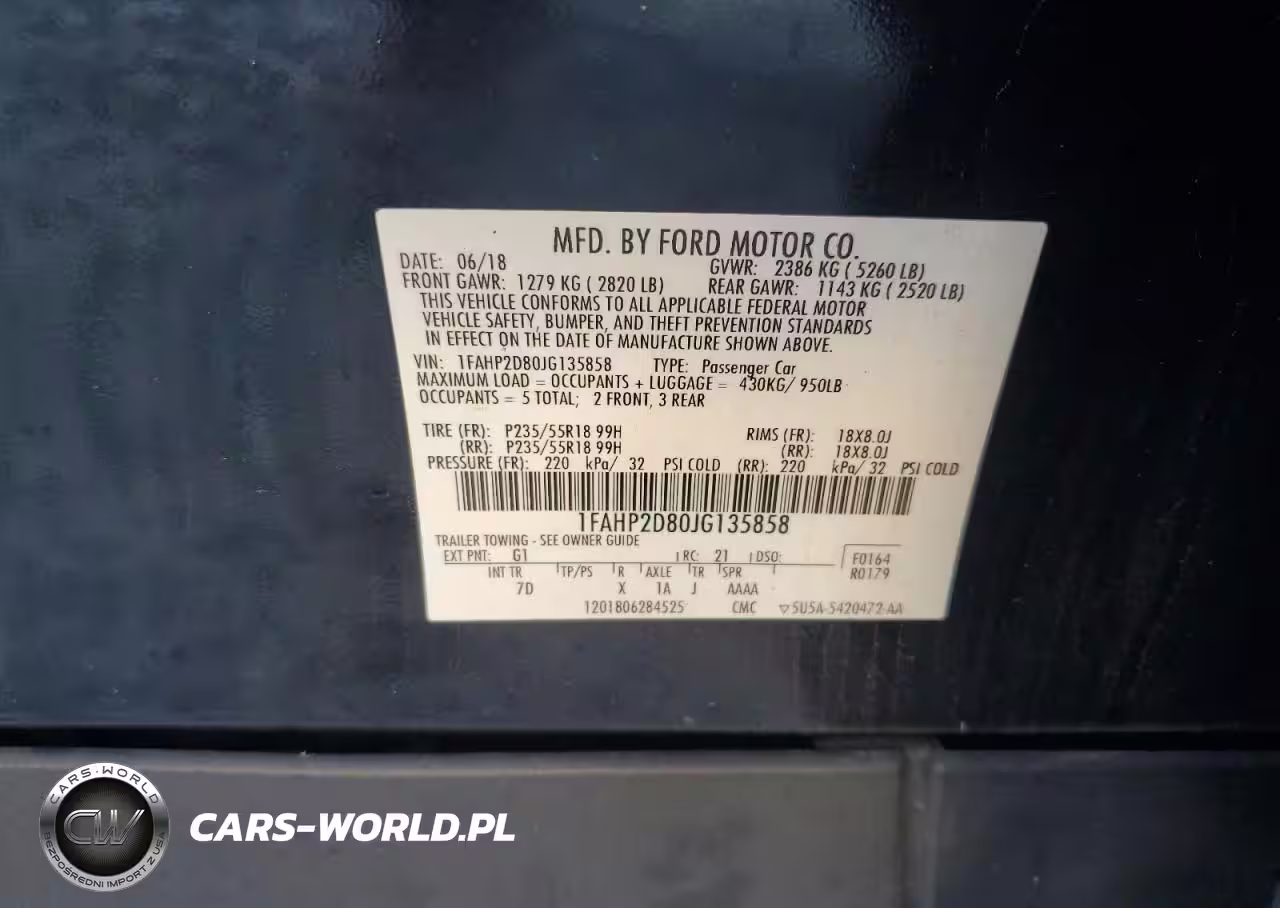 MFD. BY FORD MOTOR CO.
DATE: 06/18 GVWR: 2386 KG ( 5260 LB)
FRONT GAWR: 1279 KG ( 2820 LB) REAR GAWR: 1143 KG ( 2520 LB)
THIS VEHICLE CONFORMS TO ALL APPLICABLE FEDERAL MOTOR
VEHICLE SAFETY, BUMPER, AND THEFT PREVENTION STANDARDS
IN EFFECT ON THE DATE OF MANUFACTURE SHOWN ABOVE.
VIN: 1FAHP2D80JG135858 TYPE: Passenger Car
MAXIMUM LOAD = OCCUPANTS + LUGGAGE = 430KG/ 950LB
OCCUPANTS = 5 TOTAL; 2 FRONT, 3 REAR
TIRE (FR): P235/55R18 99H RIMS (FR): 18X8.0J
(RR): P235/55R18 99H (RR): 18X8.0J
PRESSURE (FR): 220 kPa/ 32 PSI COLD (RR): 220 kPa/ 32 PSI COLD
1FAHP2D80JG135858
TRAILER TOWING - SEE OWNER GUIDE
EXT PNT: G1 RC: 21 DSO: F0164
INT TR TP/PS R AXLE TR SPR R0179
7D X 1A J AAAA
1201806284525 CMC ▽5U5A-5420472-AA
CARS-WORLD
CW
BEZPOŚREDNI IMPORT Z USA
CARS-WORLD.PL